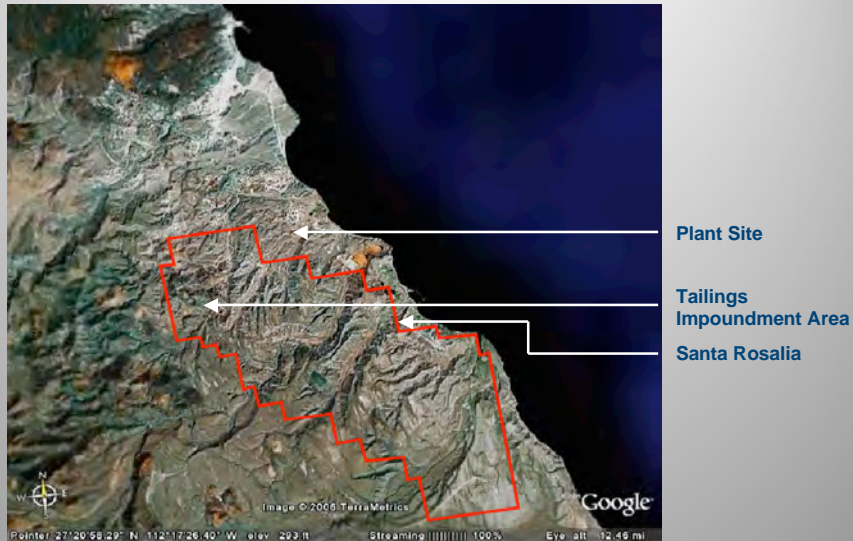 Plant Site
Tailings
Impoundment Area
Santa Rosalia
N
W E
S
Image © 2006 TerraMetrics
Google
Pointer 27°20'58.29" N 112°17'26.40" W elev 293 ft Streaming |||||||||| 100% Eye alt 12.46 mi